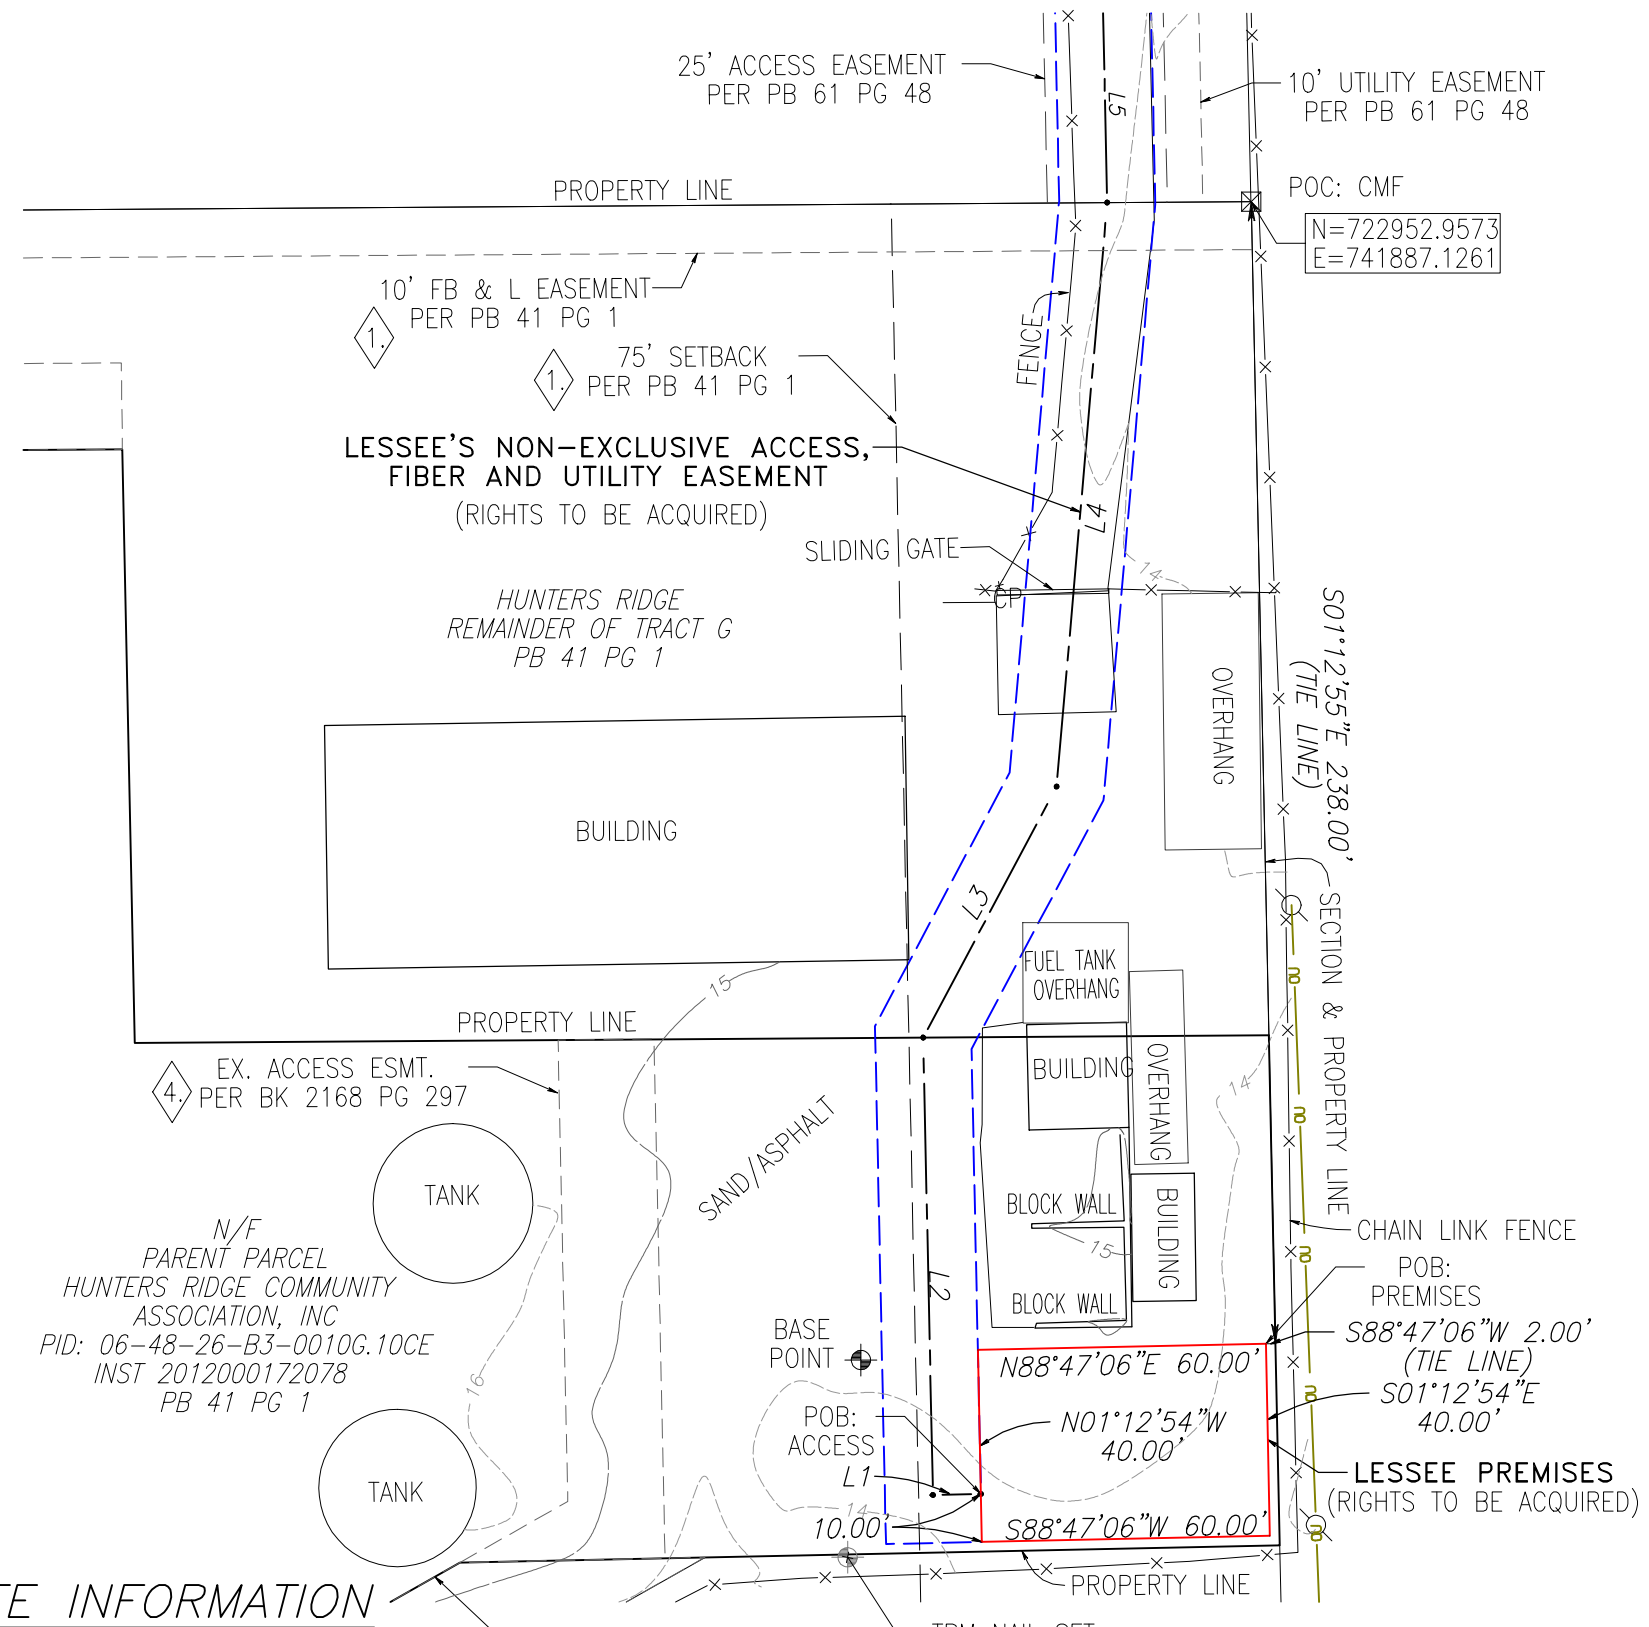 25' ACCESS EASEMENT
PER PB 61 PG 48
L5
10' UTILITY EASEMENT
PER PB 61 PG 48
PROPERTY LINE
POC: CMF
N=722952.9573
E=741887.1261
10' FB & L EASEMENT
PER PB 41 PG 1
1.
75' SETBACK
PER PB 41 PG 1
1.
FENCE
LESSEE'S NON-EXCLUSIVE ACCESS,
FIBER AND UTILITY EASEMENT
(RIGHTS TO BE ACQUIRED)
L4
SLIDING GATE
14
CP
HUNTERS RIDGE
REMAINDER OF TRACT G
PB 41 PG 1
S01°12'55"E 238.00'
(TIE LINE)
OVERHANG
BUILDING
L3
SECTION & PROPERTY LINE
FUEL TANK
OVERHANG
15
PROPERTY LINE
EX. ACCESS ESMT.
PER BK 2168 PG 297
4.
BUILDING
OVERHANG
14
SAND/ASPHALT
TANK
BLOCK WALL
15
BUILDING
CHAIN LINK FENCE
N/F
PARENT PARCEL
HUNTERS RIDGE COMMUNITY
ASSOCIATION, INC
PID: 06-48-26-B3-0010G.10CE
INST 2012000172078
PB 41 PG 1
L2
BLOCK WALL
POB:
PREMISES
BASE
POINT
S88°47'06"W 2.00'
(TIE LINE)
N88°47'06"E 60.00'
16
S01°12'54"E
40.00'
POB:
ACCESS
N01°12'54"W
40.00'
L1
LESSEE PREMISES
(RIGHTS TO BE ACQUIRED)
TANK
14
10.00'
S88°47'06"W 60.00'
PROPERTY LINE
TE INFORMATION